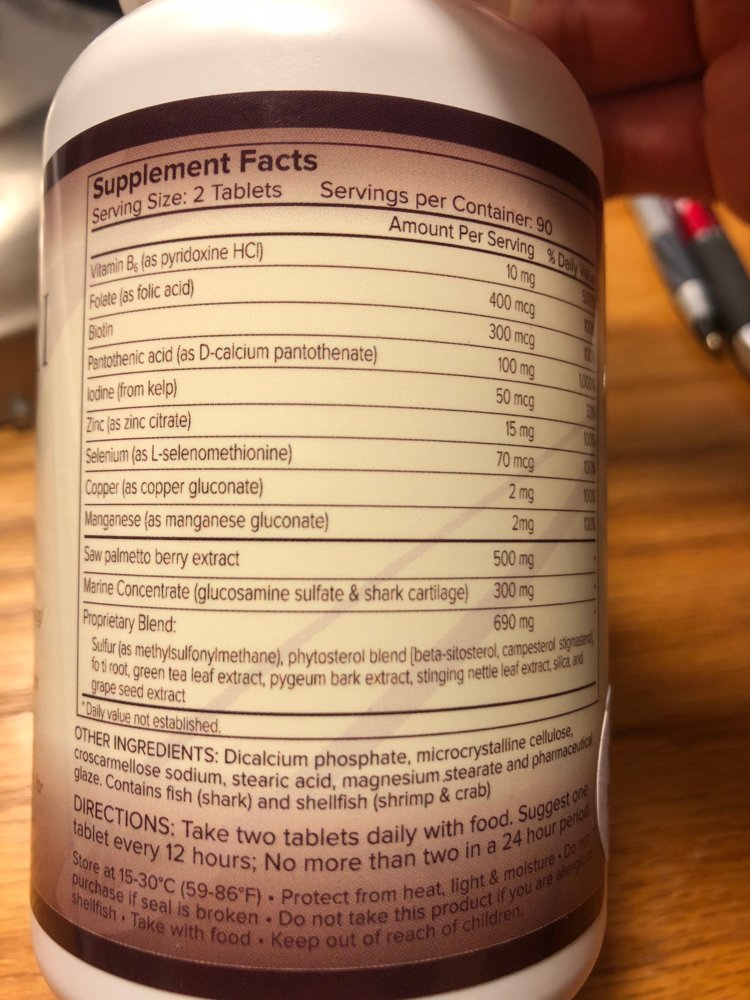 Supplement Facts
Serving Size: 2 Tablets Servings per Container: 90
Amount Per Serving % Daily
Vitamin B6 (as pyridoxine HCl) 10 mg
Folate (as folic acid) 400 mcg
Biotin 300 mcg
Pantothenic acid (as D-calcium pantothenate) 100 mg 1,000%
Iodine (from kelp) 50 mcg 33%
Zinc (as zinc citrate) 15 mg 100%
Selenium (as L-selenomethionine) 70 mcg 100%
Copper (as copper gluconate) 2 mg 100%
Manganese (as manganese gluconate) 2mg 100%
Saw palmetto berry extract 500 mg *
Marine Concentrate (glucosamine sulfate & shark cartilage) 300 mg *
Proprietary Blend: 690 mg *
Sulfur (as methylsulfonylmethane), phytosterol blend [beta-sitosterol, campesterol stigmasterol],
fo ti root, green tea leaf extract, pygeum bark extract, stinging nettle leaf extract, silica, and
grape seed extract
*Daily value not established.
OTHER INGREDIENTS: Dicalcium phosphate, microcrystalline cellulose,
croscarmellose sodium, stearic acid, magnesium stearate and pharmaceutical
glaze. Contains fish (shark) and shellfish (shrimp & crab)
DIRECTIONS: Take two tablets daily with food. Suggest one
tablet every 12 hours; No more than two in a 24 hour period.
Store at 15-30°C (59-86°F) • Protect from heat, light & moisture • Do not
purchase if seal is broken • Do not take this product if you are allergic to
shellfish • Take with food • Keep out of reach of children.